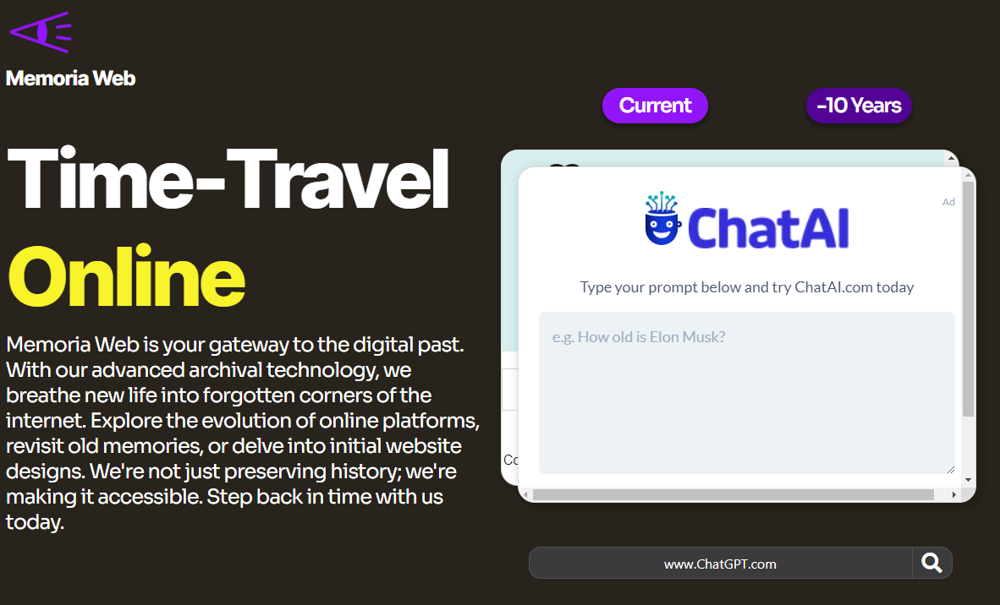 Memoria Web
Current
-10 Years
Time-Travel
Online
Memoria Web is your gateway to the digital past.
With our advanced archival technology, we
breathe new life into forgotten corners of the
internet. Explore the evolution of online platforms,
revisit old memories, or delve into initial website
designs. We're not just preserving history; we're
making it accessible. Step back in time with us
today.
Ad
ChatAI
Type your prompt below and try ChatAI.com today
e.g. How old is Elon Musk?
www.ChatGPT.com